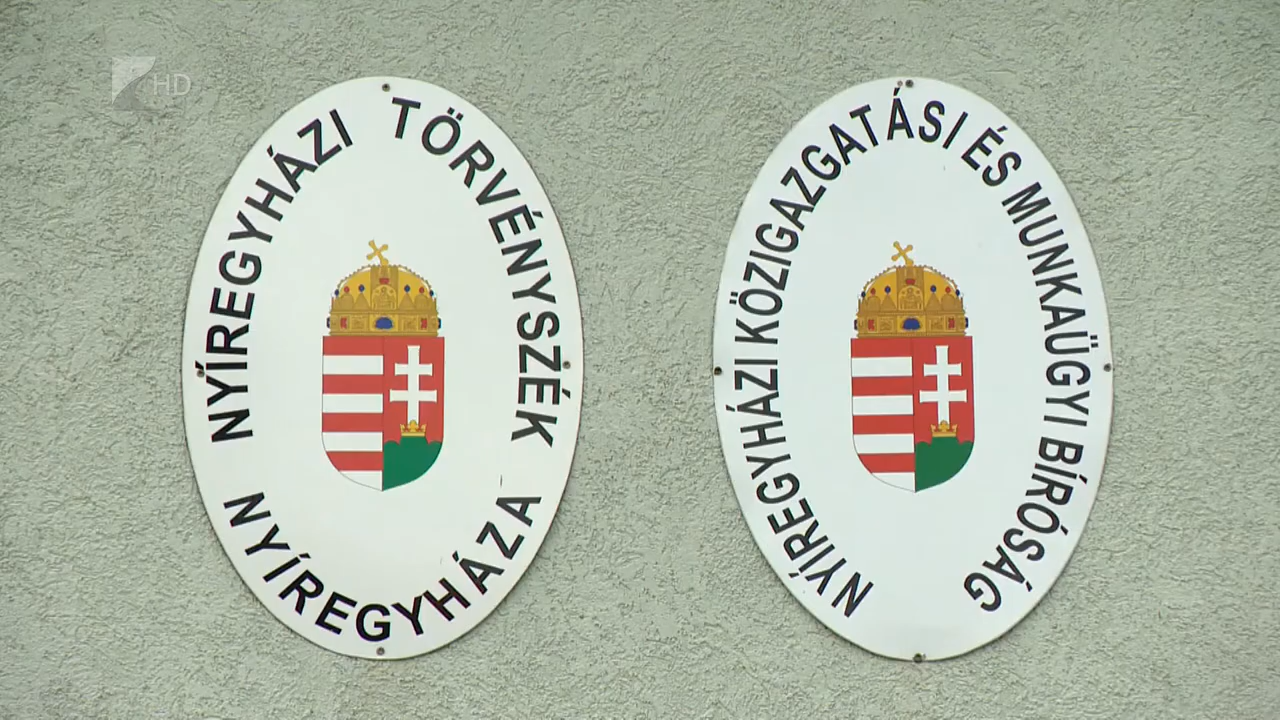 HD
NYÍREGYHÁZI TÖRVÉNYSZÉK
NYÍREGYHÁZA
NYÍREGYHÁZI KÖZIGAZGATÁSI ÉS MUNKAÜGYI BÍRÓSÁG